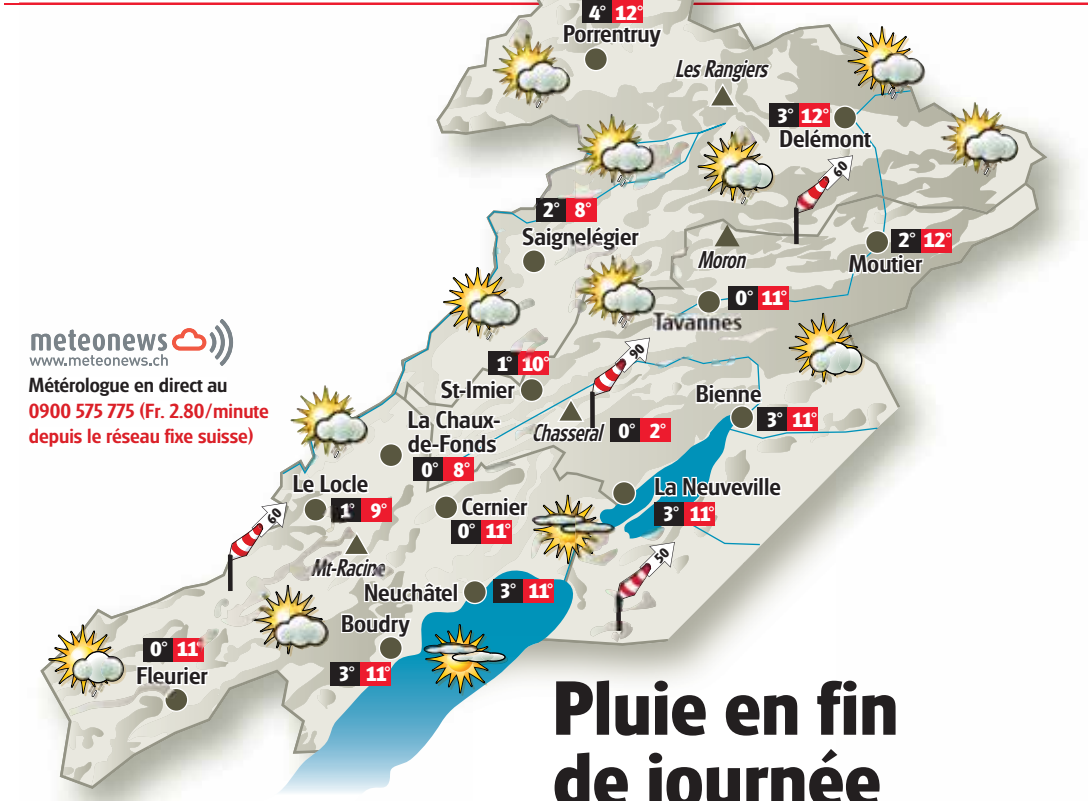 4° 12°
Porrentruy
Les Rangiers
3° 12°
Delémont
60
2° 8°
Saignelégier
Moron
2° 12°
Moutier
0° 11°
Tavannes
meteonews
www.meteonews.ch
Métérologue en direct au
0900 575 775 (Fr. 2.80/minute
depuis le réseau fixe suisse)
90
1° 10°
St-Imier
Bienne
3° 11°
Chasseral 0° 2°
La Chaux-
de-Fonds
0° 8°
Le Locle
1° 9°
Cernier
0° 11°
La Neuveville
3° 11°
60
Mt-Racine
50
Neuchâtel 3° 11°
Boudry
3° 11°
0° 11°
Fleurier
Pluie en fin
de journée